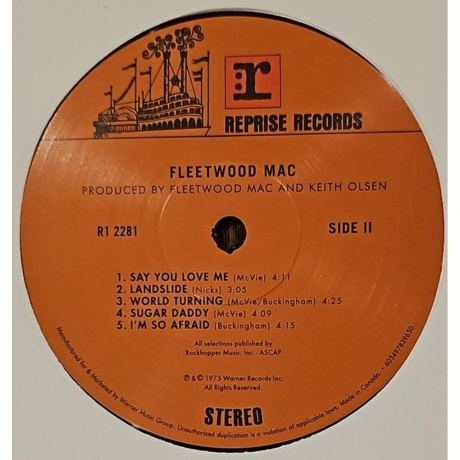 r
REPRISE RECORDS
FLEETWOOD MAC
PRODUCED BY FLEETWOOD MAC AND KEITH OLSEN
R1 2281
SIDE II
1. SAY YOU LOVE ME (McVie) 4:11
2. LANDSLIDE (Nicks) 3:05
3. WORLD TURNING (McVie/Buckingham) 4:25
4. SUGAR DADDY (McVie) 4:09
5. I'M SO AFRAID (Buckingham) 4:15
All selections published by
Rockhopper Music, Inc. - ASCAP
℗ & © 1975 Warner Records Inc.
All Rights Reserved.
STEREO
Manufactured for & Marketed by Warner Music Group. Unauthorized duplication is a violation of applicable laws. Made in Canada. • 603497839650